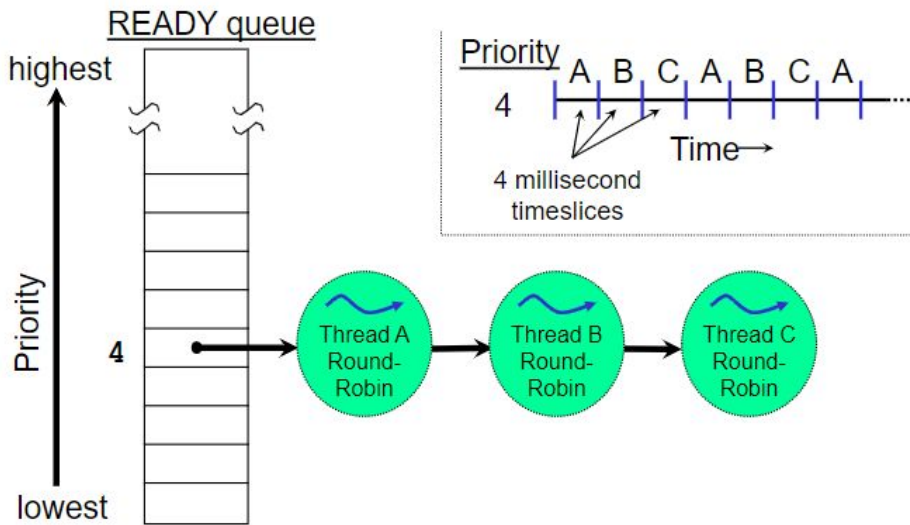 READY queue
highest
Priority
4
lowest
Thread A
Round-
Robin
Thread B
Round-
Robin
Thread C
Round-
Robin
Priority
A B C A B C A
4
Time
4 millisecond
timeslices